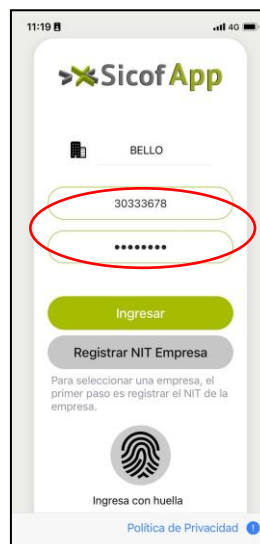 11:19
4G
SicofApp
BELLO
30333678
••••••••
Ingresar
Registrar NIT Empresa
Para seleccionar una empresa, el
primer paso es registrar el NIT de la
empresa.
Ingresa con huella
Política de Privacidad